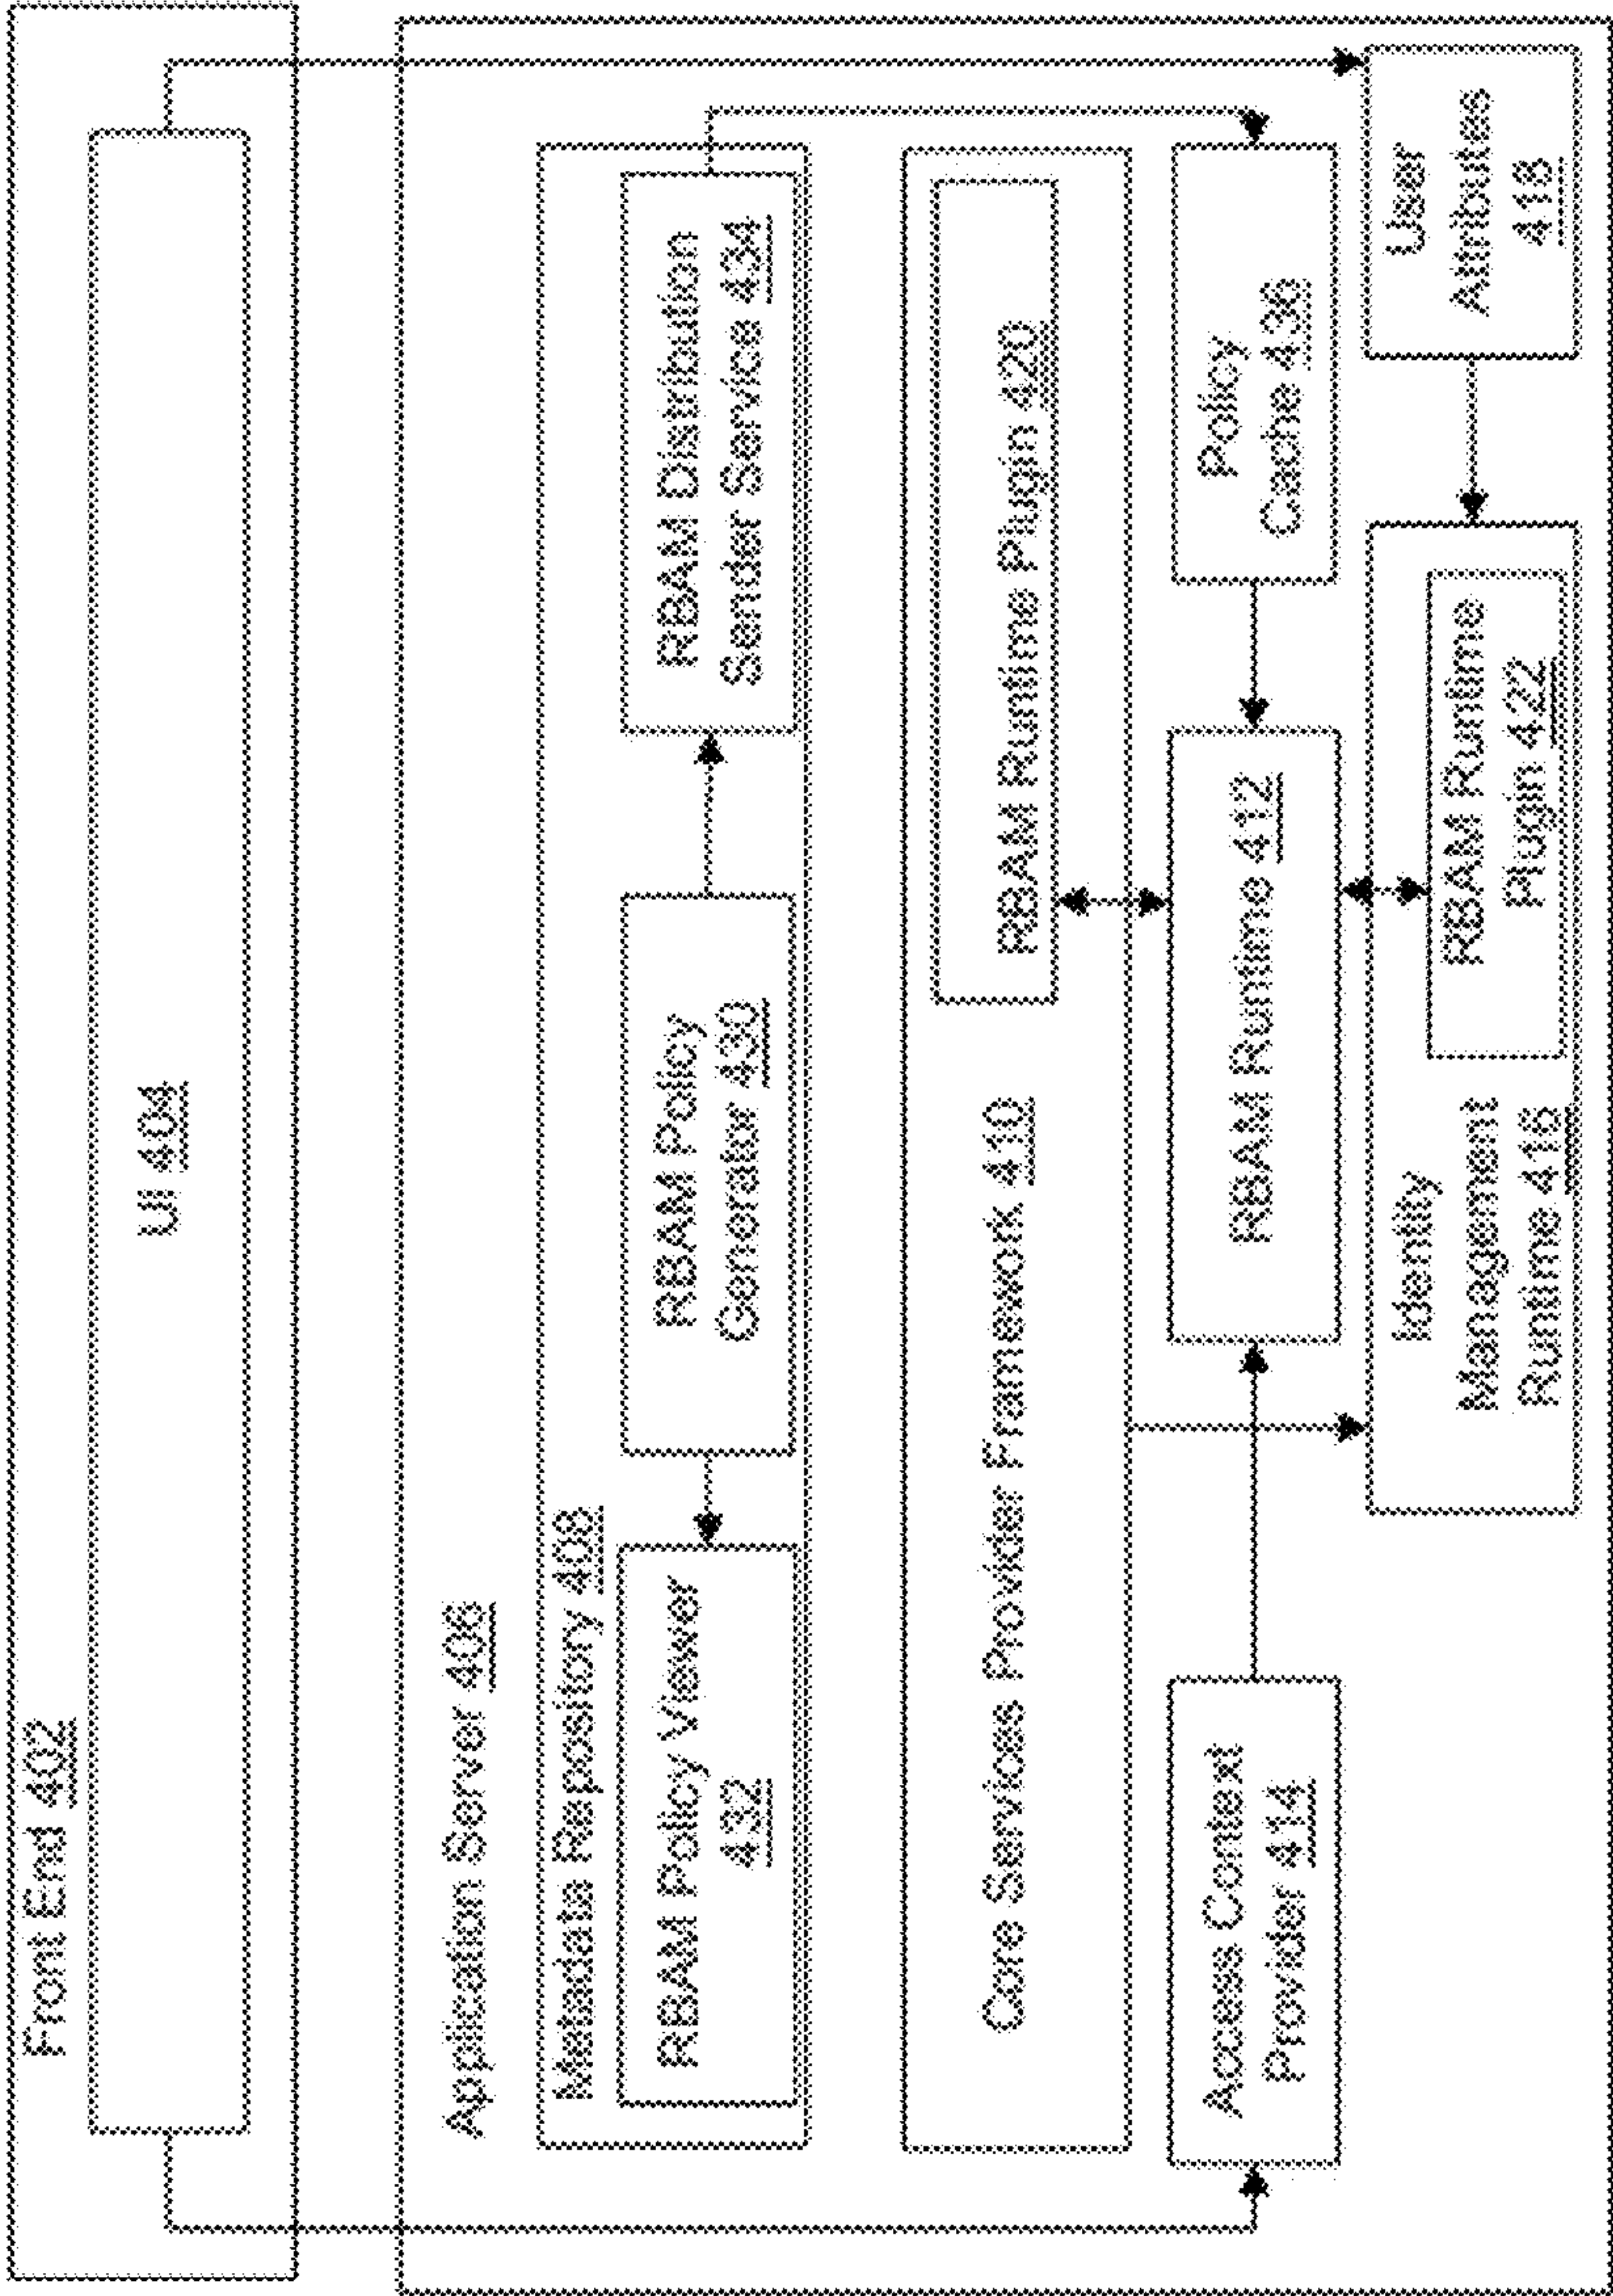 Front End 402
UI 404
Application Server 406
Metadata Repository 408
RBAM Policy Viewer
432
RBAM Policy
Generator 430
RBAM Distribution
Sender Service 434
Core Services Provider Framework 410
RBAM Runtime Plugin 420
Access Context
Provider 414
RBAM Runtime 412
Policy
Cache 436
Identity
Management
Runtime 416
RBAM Runtime
Plugin 422
User
Attributes
418